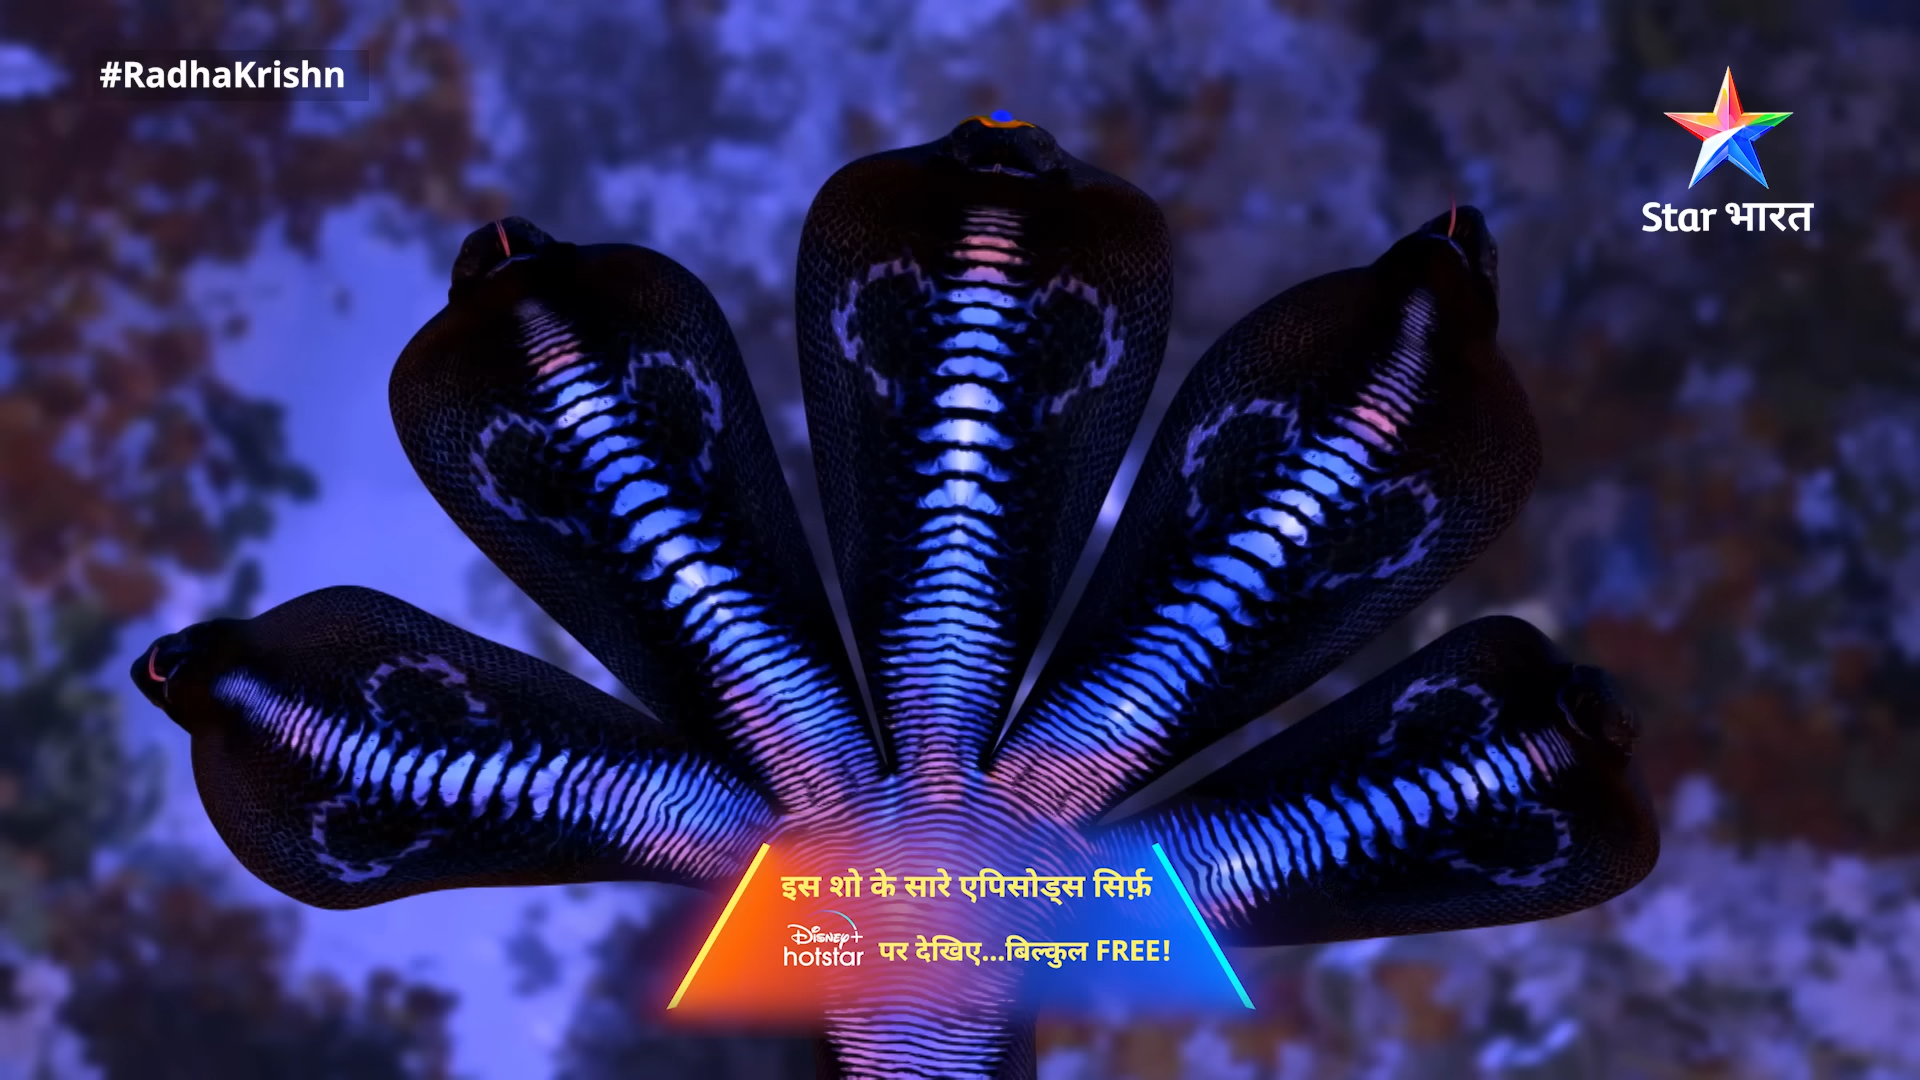 #RadhaKrishn
Star भारत
इस शो के सारे एपिसोड्स सिर्फ़
Disney+ hotstar पर देखिए...बिल्कुल FREE!